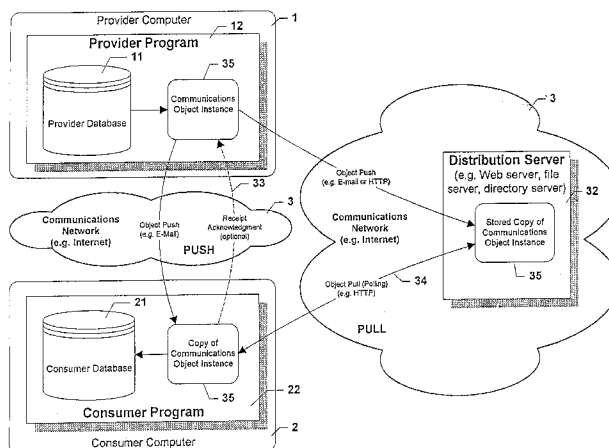 Provider Computer
1
12
Provider Program
11
35
Communications
Object Instance
Provider Database
3
Distribution Server
(e.g. Web server, file
server, directory server)
32
Object Push
(e.g. E-mail or HTTP)
33
3
Communications
Network
(e.g. Internet)
Object Push
(e.g. E-Mail)
Receipt
Acknowledgment
(optional)
PUSH
Communications
Network
(e.g. Internet)
Stored Copy of
Communications
Object Instance
35
Object Pull (Polling)
(e.g. HTTP)
34
PULL
21
Copy of
Communications
Object Instance
Consumer Database
35
22
Consumer Program
2
Consumer Computer